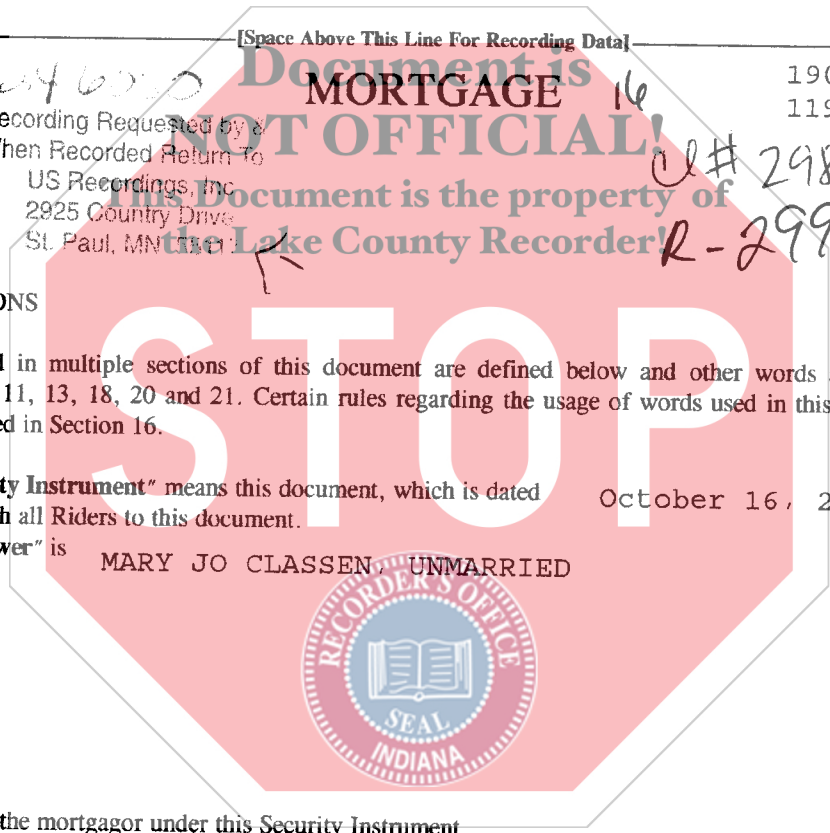 [Space Above This Line For Recording Data]
Document is
MORTGAGE 16
190
119
NOT OFFICIAL!
ecording Requested by &
hen Recorded Return To
US Recordings, Inc
2925 Country Drive
St. Paul, MN
This Document is the property of
the Lake County Recorder!
# 298
R-299
ONS
in multiple sections of this document are defined below and other words
11, 13, 18, 20 and 21. Certain rules regarding the usage of words used in this
ed in Section 16.
STOP
ty Instrument" means this document, which is dated October 16, 2
h all Riders to this document.
wer" is MARY JO CLASSEN, UNMARRIED
RECORDER'S OFFICE
SEAL
INDIANA
the mortgagor under this Security Instrument